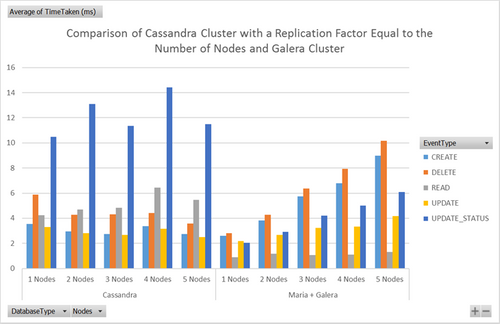 Average of TimeTaken (ms)
Comparison of Cassandra Cluster with a Replication Factor Equal to the
Number of Nodes and Galera Cluster
16
14
12
10
8
6
4
2
0
EventType
CREATE
DELETE
READ
UPDATE
UPDATE_STATUS
1 Nodes 2 Nodes 3 Nodes 4 Nodes 5 Nodes 1 Nodes 2 Nodes 3 Nodes 4 Nodes 5 Nodes
Cassandra Maria + Galera
DatabaseType Nodes